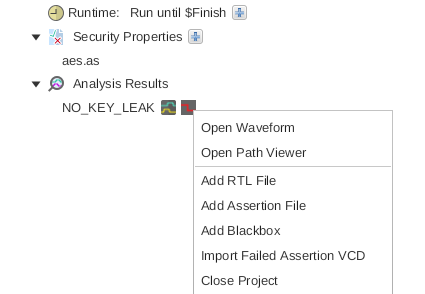 Runtime: Run until $Finish
Security Properties
aes.as
Analysis Results
NO_KEY_LEAK
Open Waveform
Open Path Viewer
Add RTL File
Add Assertion File
Add Blackbox
Import Failed Assertion VCD
Close Project